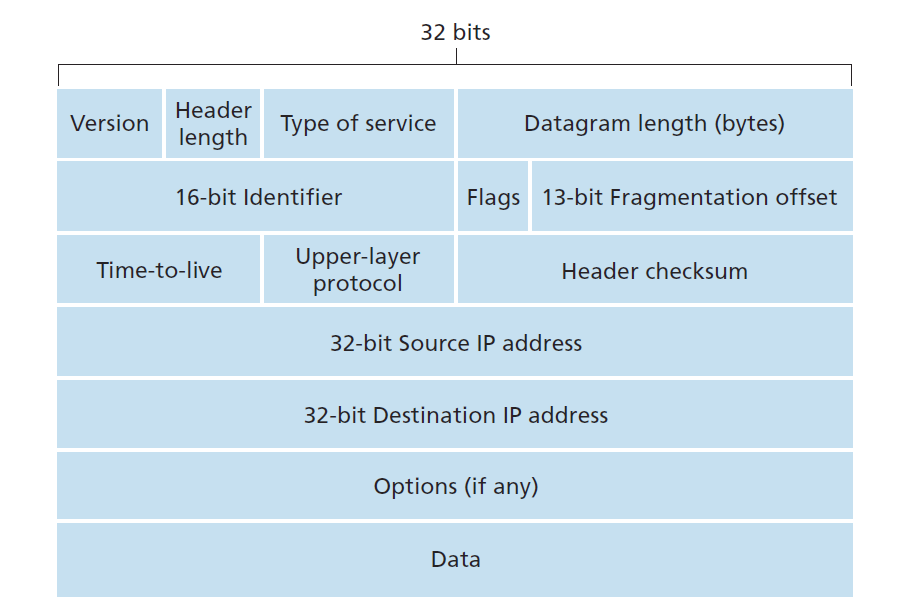 32 bits
Version
Header
length
Type of service
Datagram length (bytes)
16-bit Identifier
Flags
13-bit Fragmentation offset
Time-to-live
Upper-layer
protocol
Header checksum
32-bit Source IP address
32-bit Destination IP address
Options (if any)
Data